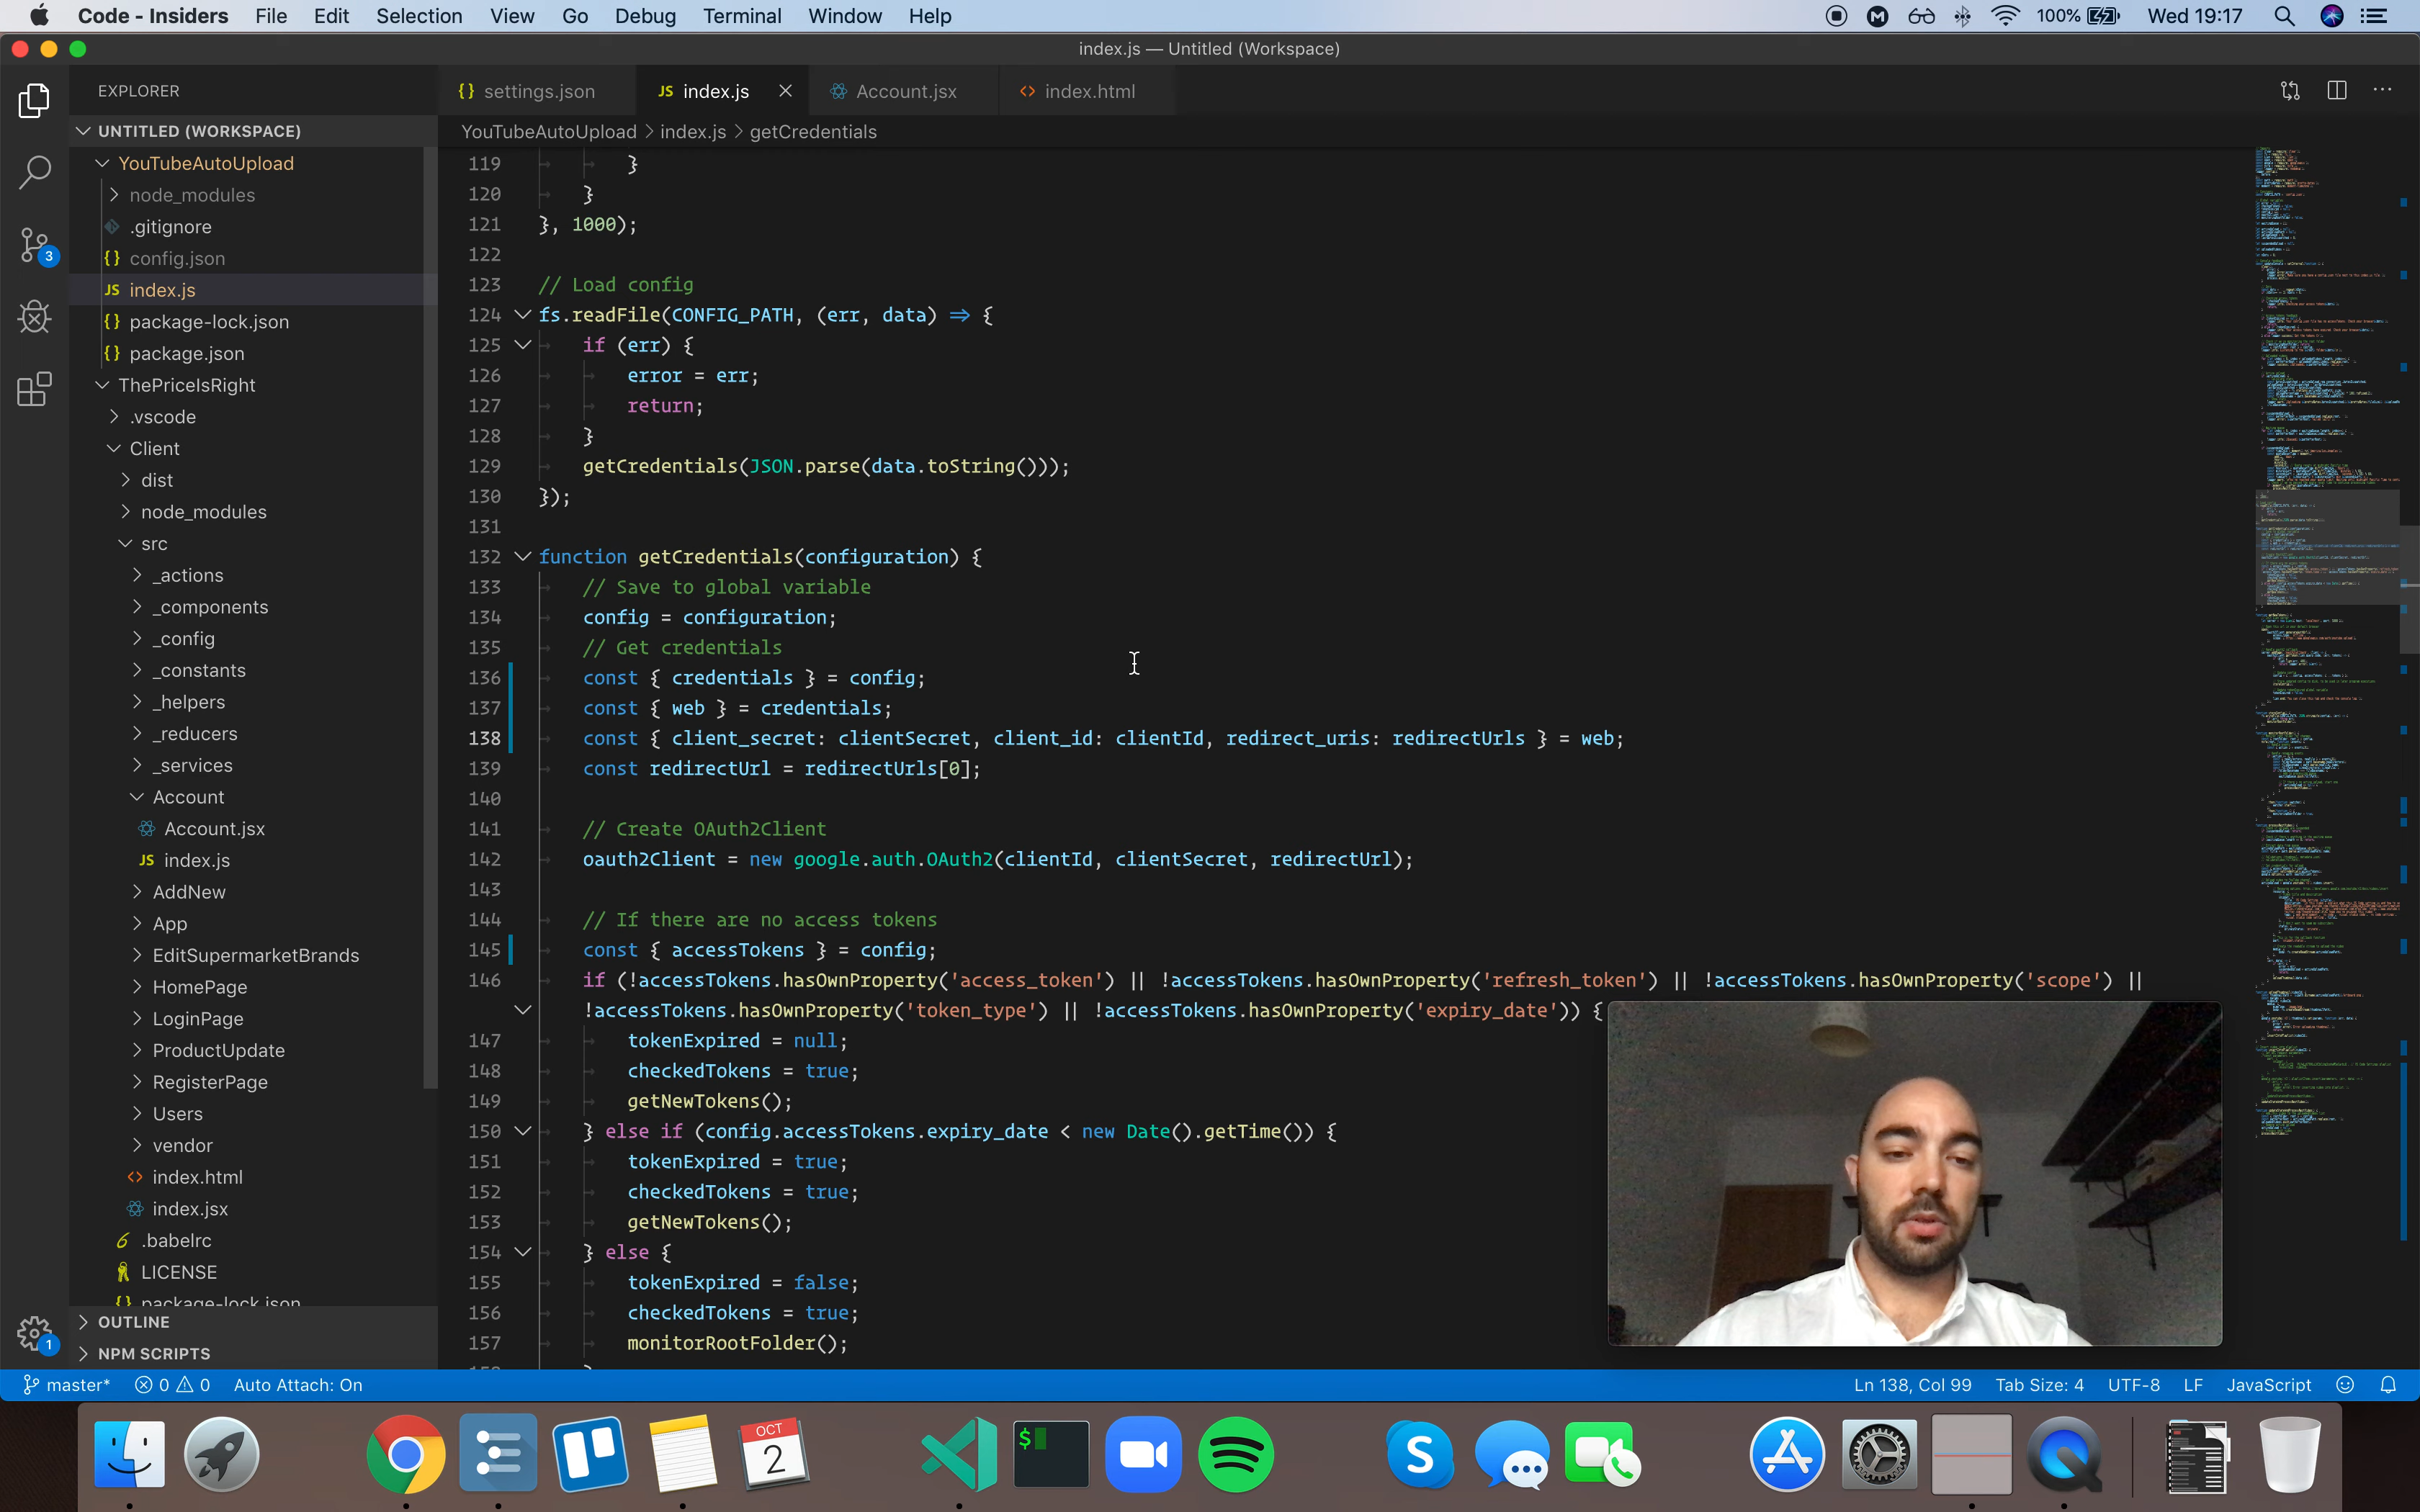 Code - Insiders File Edit Selection View Go Debug Terminal Window Help 100% Wed 19:17
index.js — Untitled (Workspace)
EXPLORER
{} settings.json JS index.js Account.jsx <> index.html
YouTubeAutoUpload > index.js > getCredentials
UNTITLED (WORKSPACE)
YouTubeAutoUpload
node_modules
.gitignore
{} config.json
JS index.js
{} package-lock.json
{} package.json
ThePriceIsRight
.vscode
Client
dist
node_modules
src
_actions
_components
_config
_constants
_helpers
_reducers
_services
Account
Account.jsx
JS index.js
AddNew
App
EditSupermarketBrands
HomePage
LoginPage
ProductUpdate
RegisterPage
Users
vendor
<> index.html
index.jsx
.babelrc
LICENSE
{} package-lock.json
OUTLINE
NPM SCRIPTS
3
1
119 }
120 }
121 }, 1000);
122
123 // Load config
124 fs.readFile(CONFIG_PATH, (err, data) => {
125 if (err) {
126 error = err;
127 return;
128 }
129 getCredentials(JSON.parse(data.toString()));
130 });
131
132 function getCredentials(configuration) {
133 // Save to global variable
134 config = configuration;
135 // Get credentials
136 const { credentials } = config;
137 const { web } = credentials;
138 const { client_secret: clientSecret, client_id: clientId, redirect_uris: redirectUrls } = web;
139 const redirectUrl = redirectUrls[0];
140
141 // Create OAuth2Client
142 oauth2Client = new google.auth.OAuth2(clientId, clientSecret, redirectUrl);
143
144 // If there are no access tokens
145 const { accessTokens } = config;
146 if (!accessTokens.hasOwnProperty('access_token') || !accessTokens.hasOwnProperty('refresh_token') || !accessTokens.hasOwnProperty('scope') ||
!accessTokens.hasOwnProperty('token_type') || !accessTokens.hasOwnProperty('expiry_date')) {
147 tokenExpired = null;
148 checkedTokens = true;
149 getNewTokens();
150 } else if (config.accessTokens.expiry_date < new Date().getTime()) {
151 tokenExpired = true;
152 checkedTokens = true;
153 getNewTokens();
154 } else {
155 tokenExpired = false;
156 checkedTokens = true;
157 monitorRootFolder();
master* 0 0 Auto Attach: On Ln 138, Col 99 Tab Size: 4 UTF-8 LF JavaScript
OCT
2
$
S